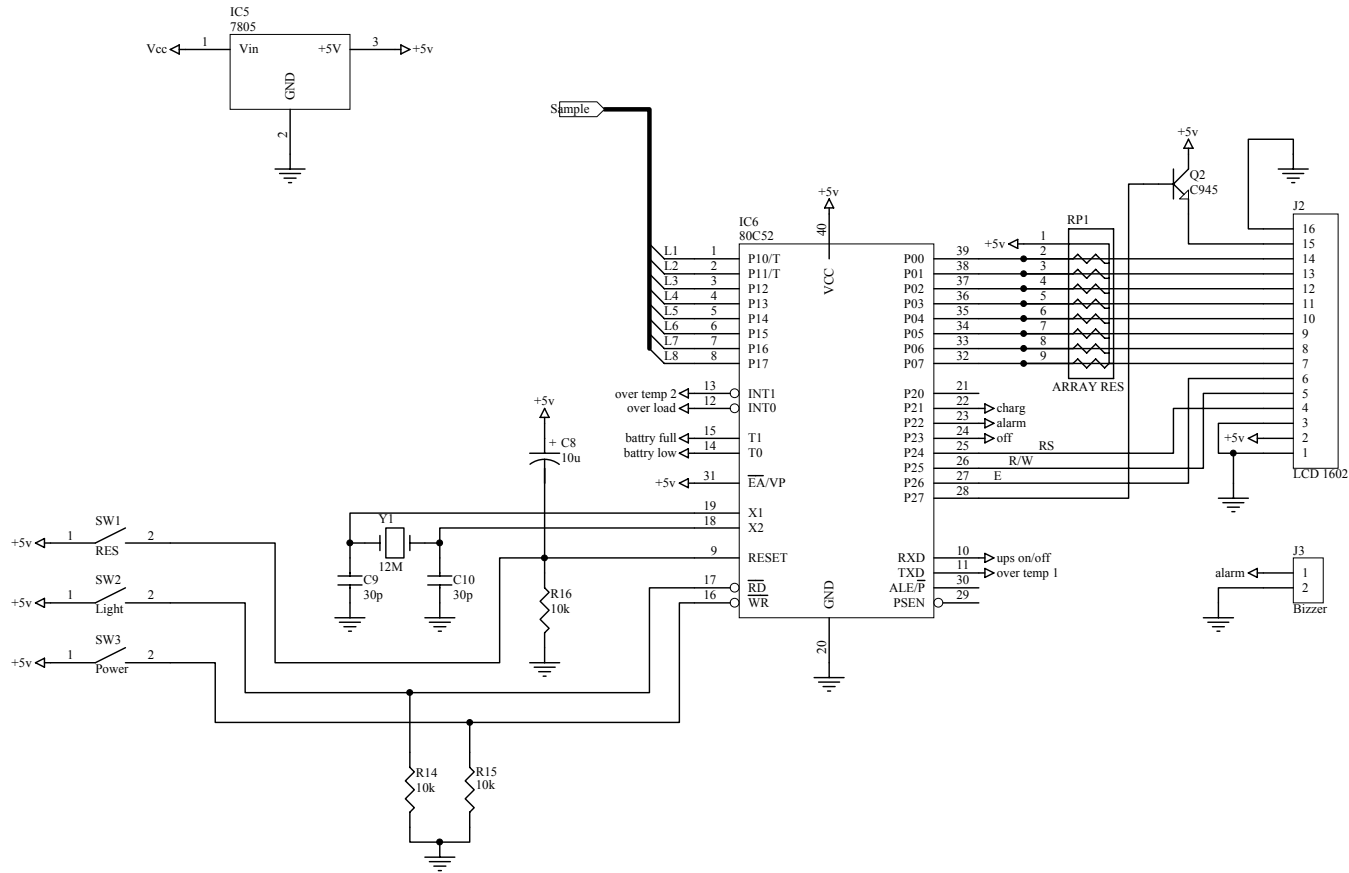 IC5
7805
Vcc 1 Vin +5V 3 +5v
GND
2
Sample
+5v
Q2
C945
J2
+5v
IC6
80C52
40
VCC
RP1
+5v 1
L1 1 P10/T P00 39 2 14
L2 2 P11/T P01 38 3 13
L3 3 P12 P02 37 4 12
L4 4 P13 P03 36 5 11
L5 5 P14 P04 35 6 10
L6 6 P15 P05 34 7 9
L7 7 P16 P06 33 8 8
L8 8 P17 P07 32 9 7
ARRAY RES
16
15
6
5
4
3
+5v 2
1
LCD 1602
over temp 2 13 INT1 P20 21
over load 12 INT0 P21 22 charg
P22 23 alarm
battry full 15 T1 P23 24 off
battry low 14 T0 P24 25 RS
P25 26 R/W
+5v 31 EA/VP P26 27 E
P27 28
+5v
+ C8
10u
19 X1
18 X2
Y1
12M
C9
30p
C10
30p
9 RESET RXD 10 ups on/off
TXD 11 over temp 1
17 RD ALE/P 30
16 WR PSEN 29
GND
20
R16
10k
J3
alarm 1
2
Bizzer
SW1
+5v 1 2
RES
SW2
+5v 1 2
Light
SW3
+5v 1 2
Power
R14
10k
R15
10k